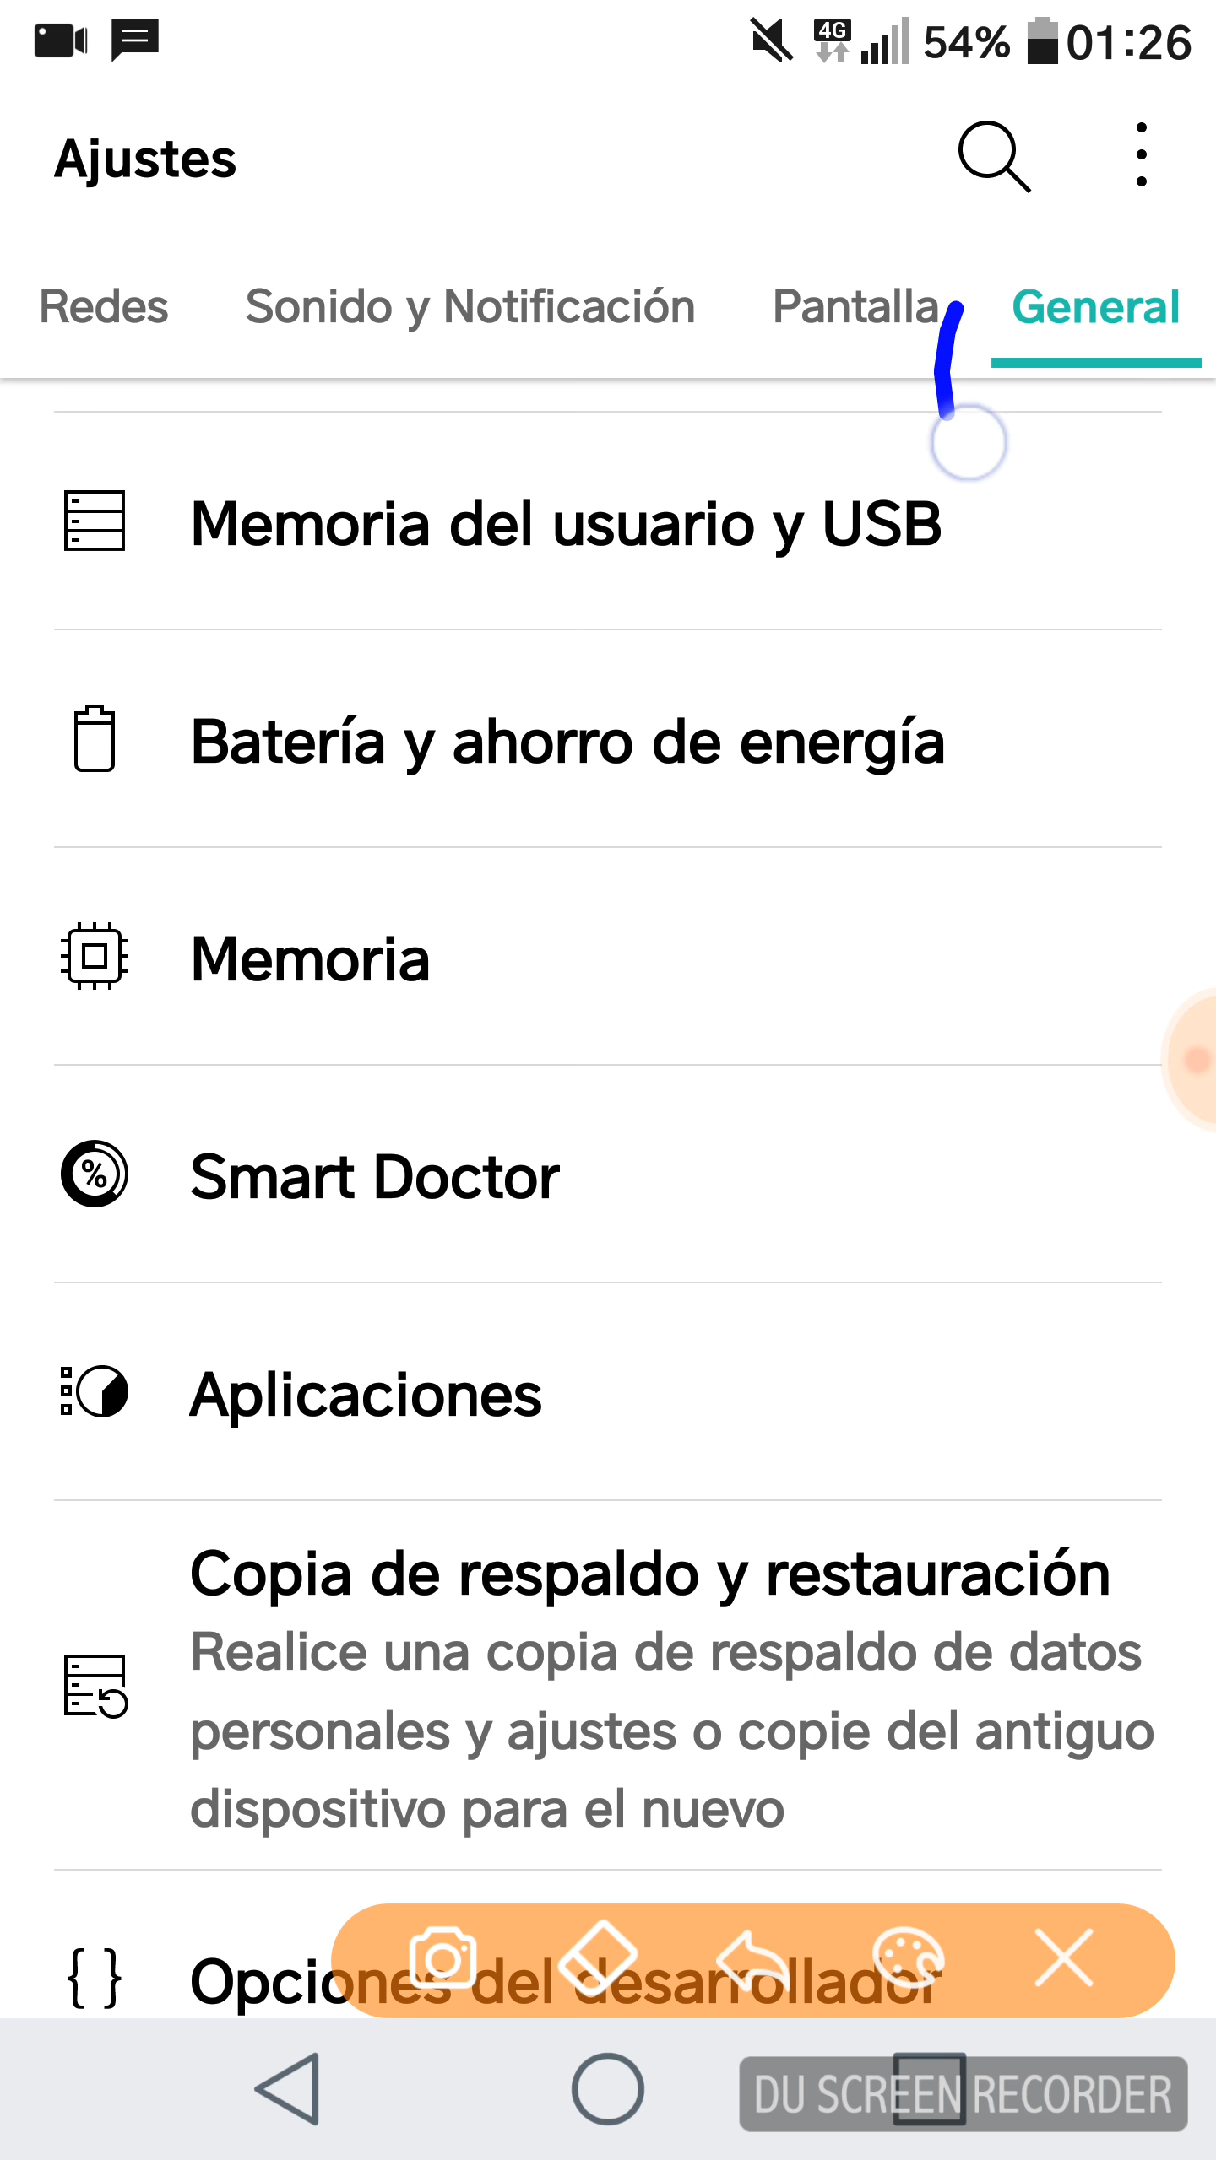 4G 54% 01:26
Ajustes
Redes Sonido y Notificación Pantalla General
Memoria del usuario y USB
Batería y ahorro de energía
Memoria
% Smart Doctor
Aplicaciones
Copia de respaldo y restauración
Realice una copia de respaldo de datos
personales y ajustes o copie del antiguo
dispositivo para el nuevo
{ } Opciones del desarrollador
DU SCREEN RECORDER